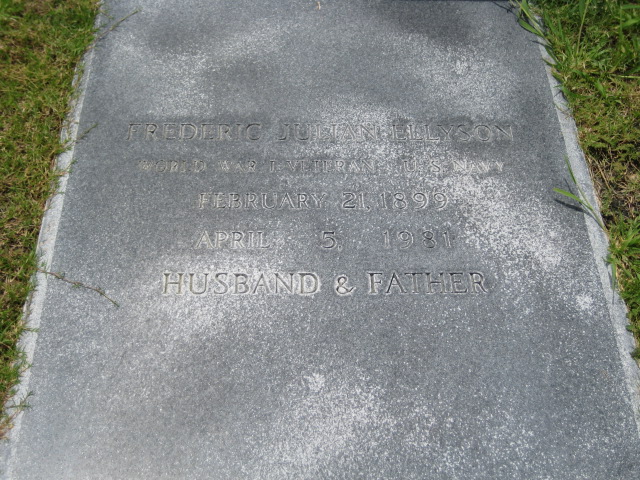 FREDERIC JULIAN ELLYSON
WORLD WAR I VETERAN, U.S. NAVY
FEBRUARY 21, 1899
APRIL 5, 1981
HUSBAND & FATHER